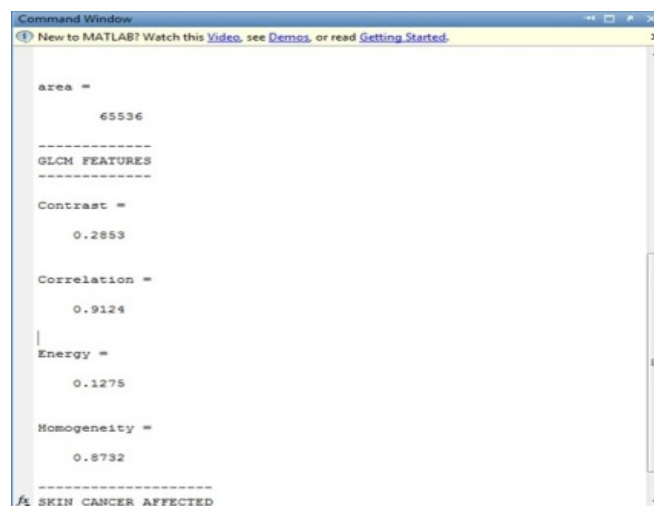 Command Window
New to MATLAB? Watch this Video, see Demos, or read Getting Started.
area =
65536
-------------
GLCM FEATURES
-------------
Contrast =
0.2853
Correlation =
0.9124
Energy =
0.1275
Homogeneity =
0.8732
--------------------
fx SKIN CANCER AFFECTED